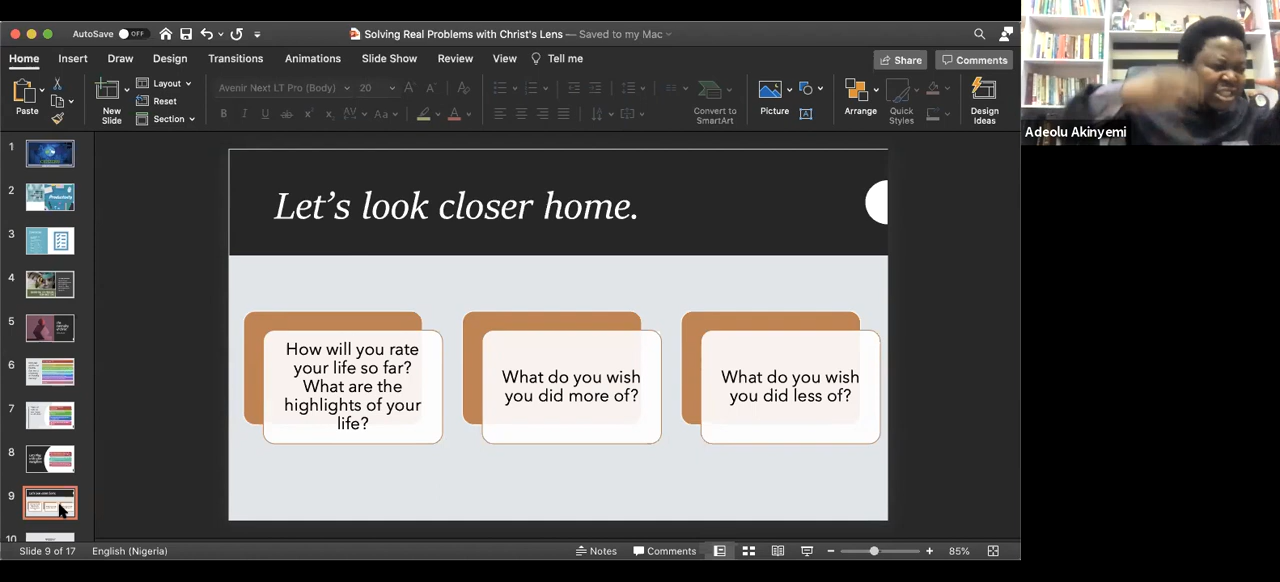 AutoSave OFF
Solving Real Problems with Christ's Lens — Saved to my Mac
Home Insert Draw Design Transitions Animations Slide Show Review View Tell me
Share Comments
Paste
New Slide
Layout
Reset
Section
Avenir Next LT Pro (Body) 20
Convert to SmartArt
Picture
Arrange
Quick Styles
Design Ideas
Adeolu Akinyemi
1
2
3
4
5
6
7
8
9
10
Let's look closer home.
How will you rate
your life so far?
What are the
highlights of your
life?
What do you wish
you did more of?
What do you wish
you did less of?
Slide 9 of 17 English (Nigeria) Notes Comments 85%